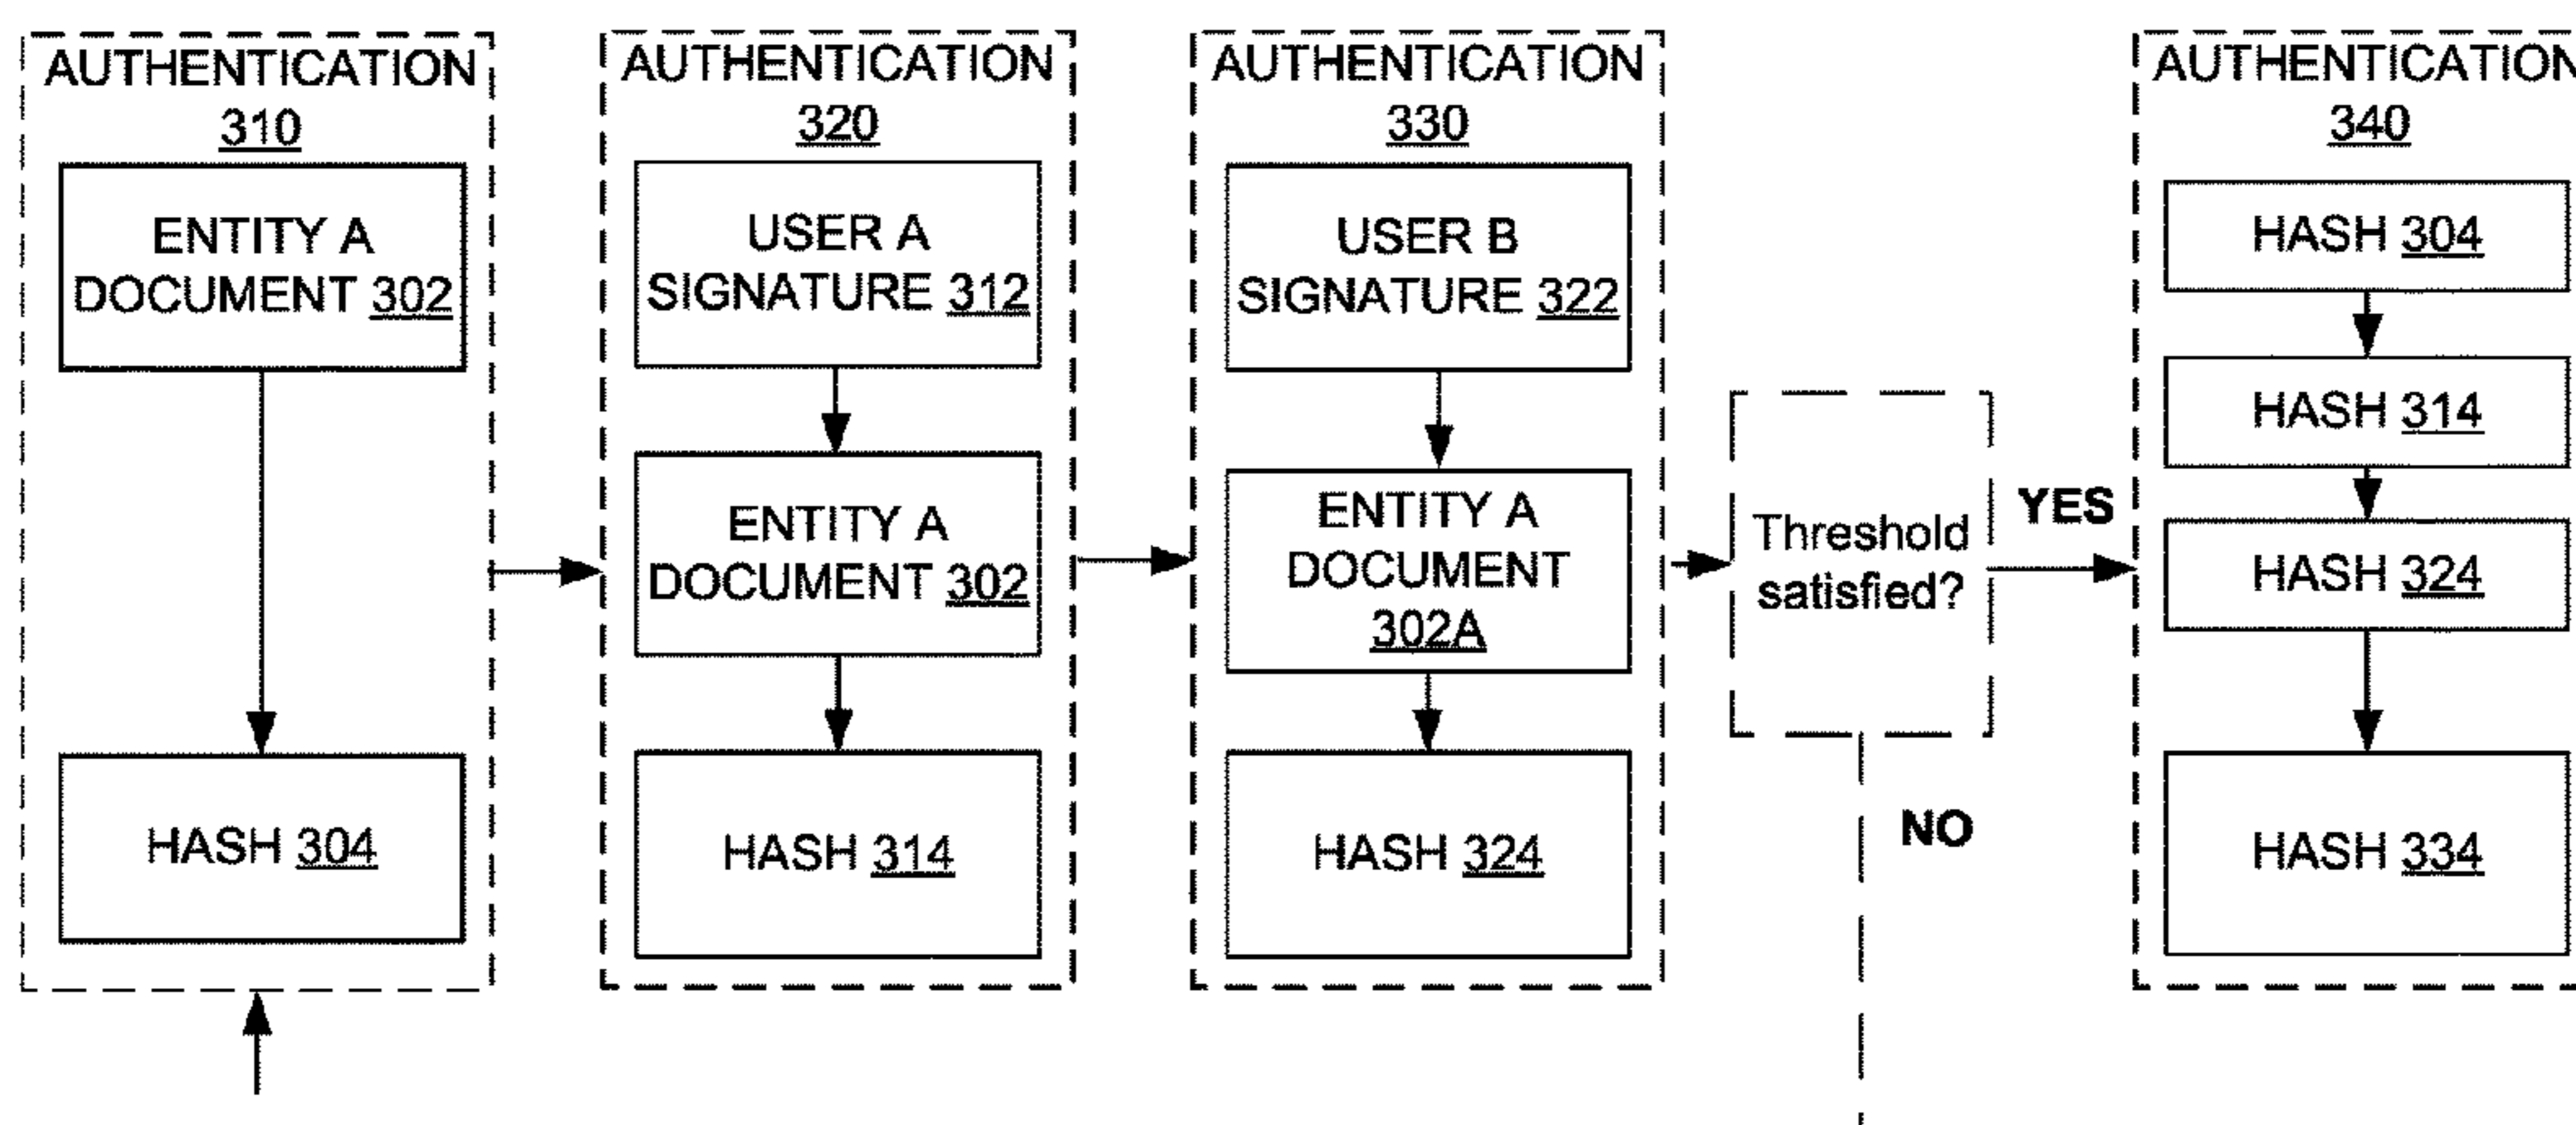 AUTHENTICATION
310
ENTITY A
DOCUMENT 302
HASH 304
AUTHENTICATION
320
USER A
SIGNATURE 312
ENTITY A
DOCUMENT 302
HASH 314
AUTHENTICATION
330
USER B
SIGNATURE 322
ENTITY A
DOCUMENT
302A
HASH 324
Threshold
satisfied?
YES
NO
AUTHENTICATION
340
HASH 304
HASH 314
HASH 324
HASH 334